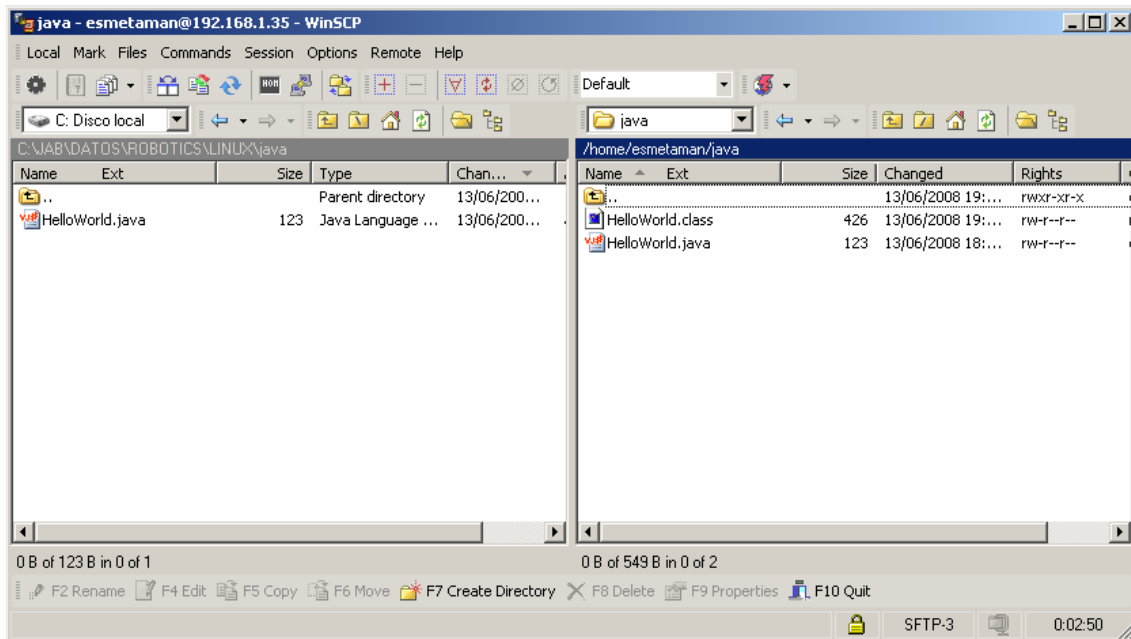 java - esmetaman@192.168.1.35 - WinSCP
Local Mark Files Commands Session Options Remote Help
Default
C: Disco local
java
C:\JAB\DATOS\ROBOTICS\LINUX\java
/home/esmetaman/java
Name Ext Size Type Chan...
Name Ext Size Changed Rights
.. Parent directory 13/06/200...
.. 13/06/2008 19:... rwxr-xr-x
HelloWorld.java 123 Java Language ... 13/06/200...
HelloWorld.class 426 13/06/2008 19:... rw-r--r--
HelloWorld.java 123 13/06/2008 18:... rw-r--r--
0 B of 123 B in 0 of 1
0 B of 549 B in 0 of 2
F2 Rename F4 Edit F5 Copy F6 Move F7 Create Directory F8 Delete F9 Properties F10 Quit
SFTP-3 0:02:50